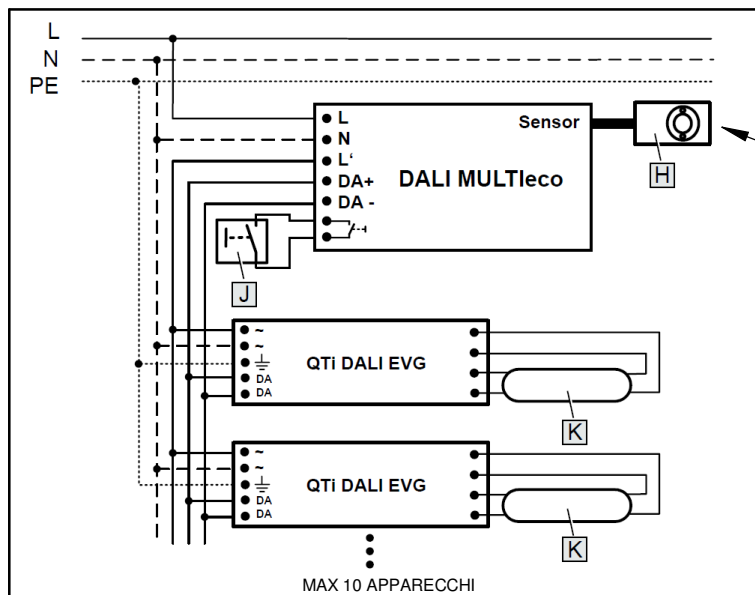 L
N
PE
L
N
L'
DA+
DA -
Sensor
DALI MULTIeco
H
J
~
~
DA
DA
QTi DALI EVG
K
~
~
DA
DA
QTi DALI EVG
K
MAX 10 APPARECCHI